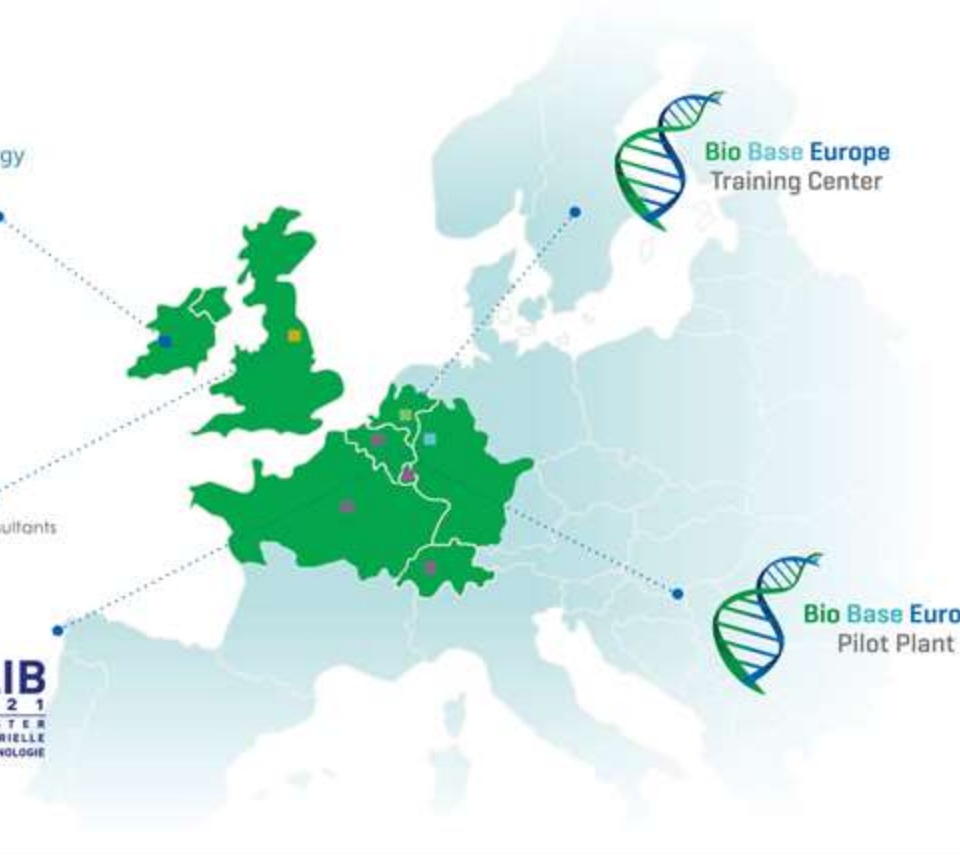 gy
Bio Base Europe
Training Center
ultants
Bio Base Euro
Pilot Plant
IB
2 1
TER
RIELLE
NOLOGIE